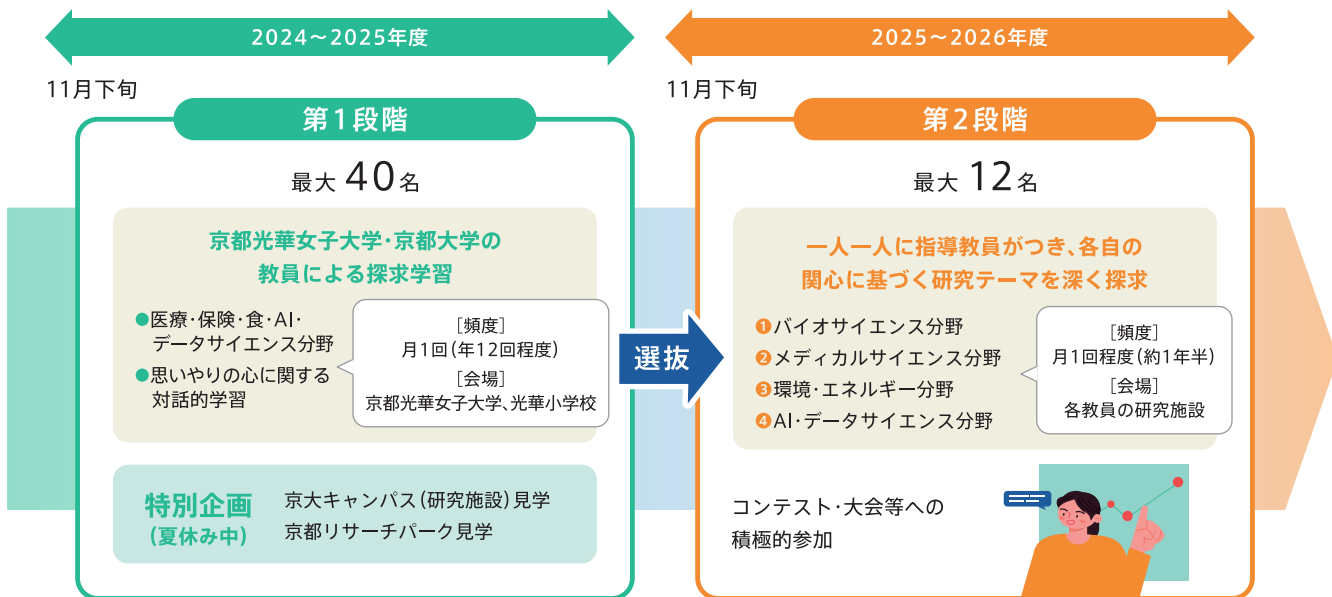 2024～2025年度
11月下旬
第1段階
最大 40名
京都光華女子大学・京都大学の
教員による探求学習
●医療・保険・食・AI・
データサイエンス分野
●思いやりの心に関する
対話的学習
［頻度］
月1回（年12回程度）
［会場］
京都光華女子大学、光華小学校
特別企画
(夏休み中)
京大キャンパス（研究施設）見学
京都リサーチパーク見学
選抜
2025～2026年度
11月下旬
第2段階
最大 12名
一人一人に指導教員がつき、各自の
関心に基づく研究テーマを深く探求
❶バイオサイエンス分野
❷メディカルサイエンス分野
❸環境・エネルギー分野
❹AI・データサイエンス分野
［頻度］
月1回程度（約1年半）
［会場］
各教員の研究施設
コンテスト・大会等への
積極的参加